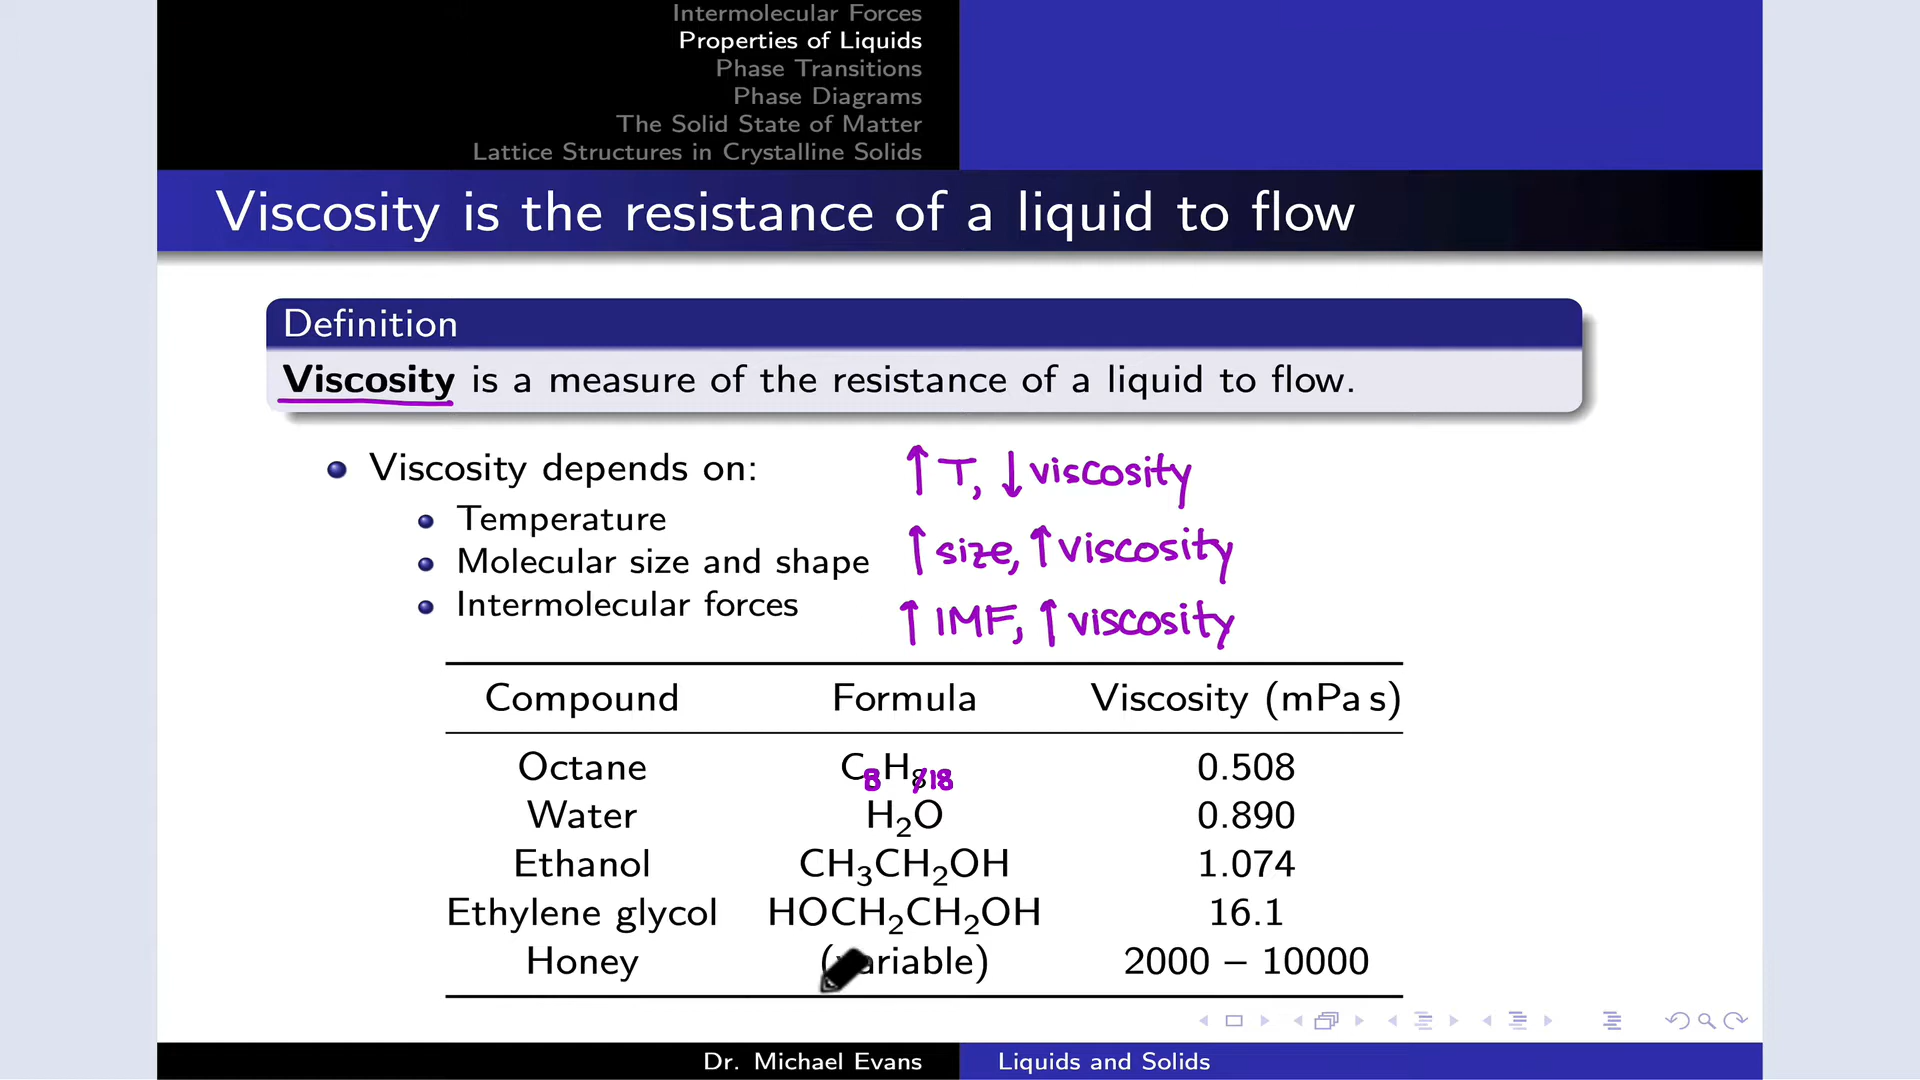 Intermolecular Forces
Properties of Liquids
Phase Transitions
Phase Diagrams
The Solid State of Matter
Lattice Structures in Crystalline Solids
Viscosity is the resistance of a liquid to flow
Definition
Viscosity is a measure of the resistance of a liquid to flow.
Viscosity depends on: ↑ T, ↓ viscosity
Temperature
Molecular size and shape ↑ size, ↑ viscosity
Intermolecular forces ↑ IMF, ↑ viscosity
Compound Formula Viscosity (mPa s)
Octane C8H18 0.508
Water H₂O 0.890
Ethanol CH₃CH₂OH 1.074
Ethylene glycol HOCH₂CH₂OH 16.1
Honey (variable) 2000 – 10000
Dr. Michael Evans Liquids and Solids